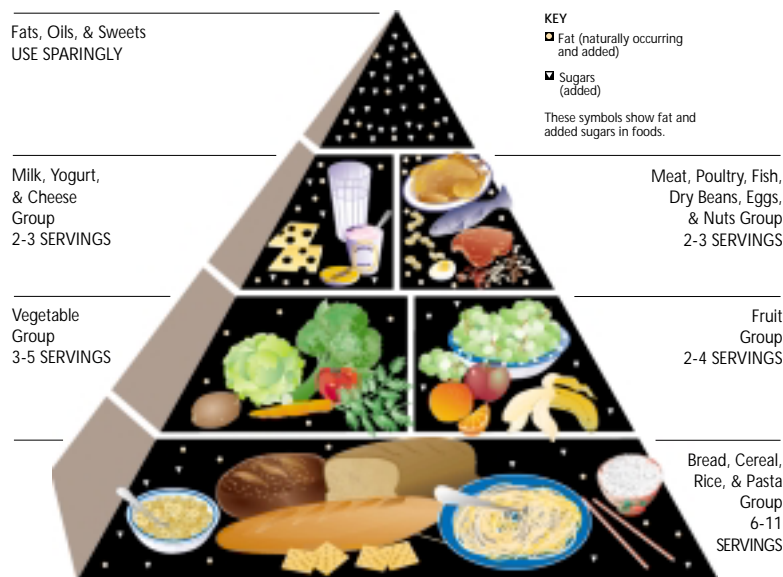 Fats, Oils, & Sweets
USE SPARINGLY
KEY
Fat (naturally occurring
and added)
Sugars
(added)
These symbols show fat and
added sugars in foods.
Milk, Yogurt,
& Cheese
Group
2-3 SERVINGS
Meat, Poultry, Fish,
Dry Beans, Eggs,
& Nuts Group
2-3 SERVINGS
Vegetable
Group
3-5 SERVINGS
Fruit
Group
2-4 SERVINGS
Bread, Cereal,
Rice, & Pasta
Group
6-11
SERVINGS